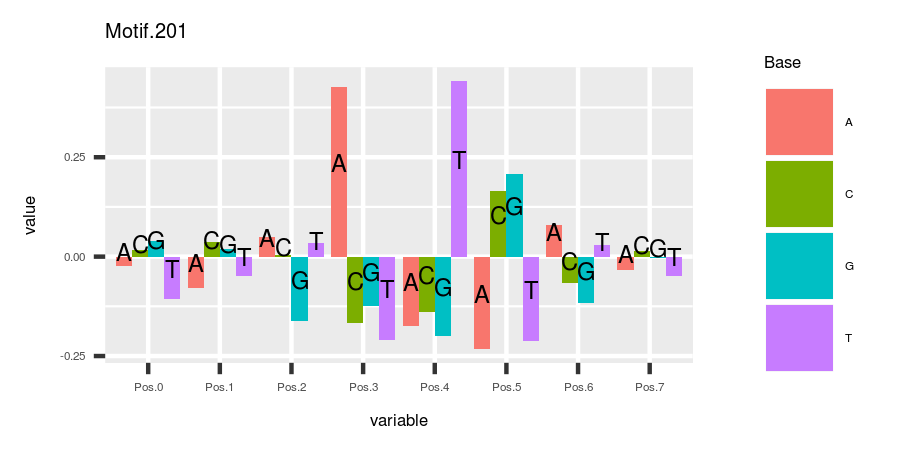 Motif.201
Base
A
C
G
T
value
0.25
0.00
-0.25
A C G T A C G T A C G T A C G T A C G T A C G T A C G T A C G T
Pos.0 Pos.1 Pos.2 Pos.3 Pos.4 Pos.5 Pos.6 Pos.7
variable